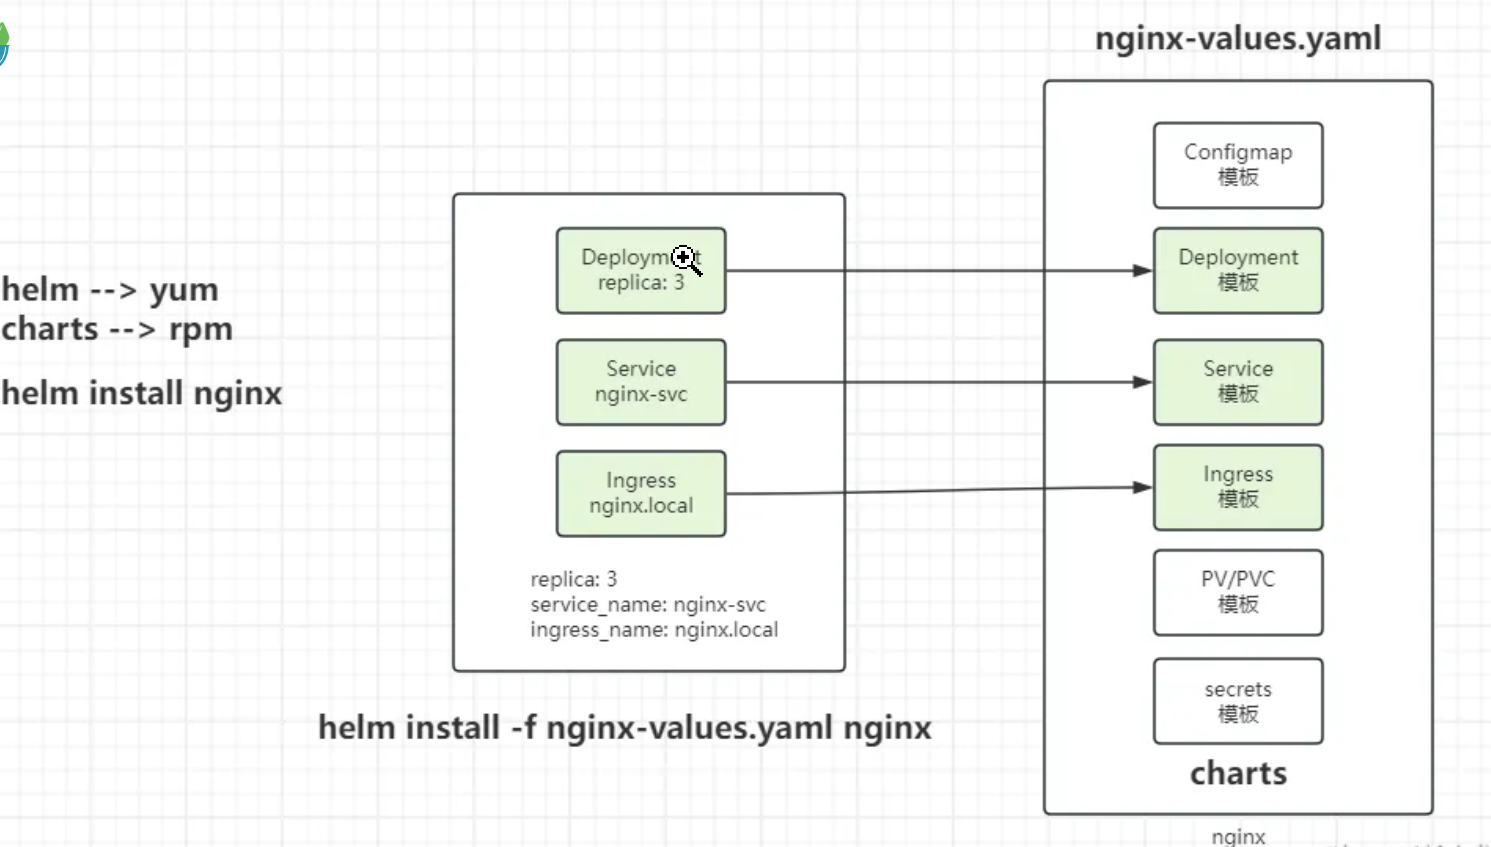 nginx-values.yaml
helm --> yum
charts --> rpm
helm install nginx
Deployment
replica: 3
Service
nginx-svc
Ingress
nginx.local
replica: 3
service_name: nginx-svc
ingress_name: nginx.local
helm install -f nginx-values.yaml nginx
Configmap
模板
Deployment
模板
Service
模板
Ingress
模板
PV/PVC
模板
secrets
模板
charts
nginx